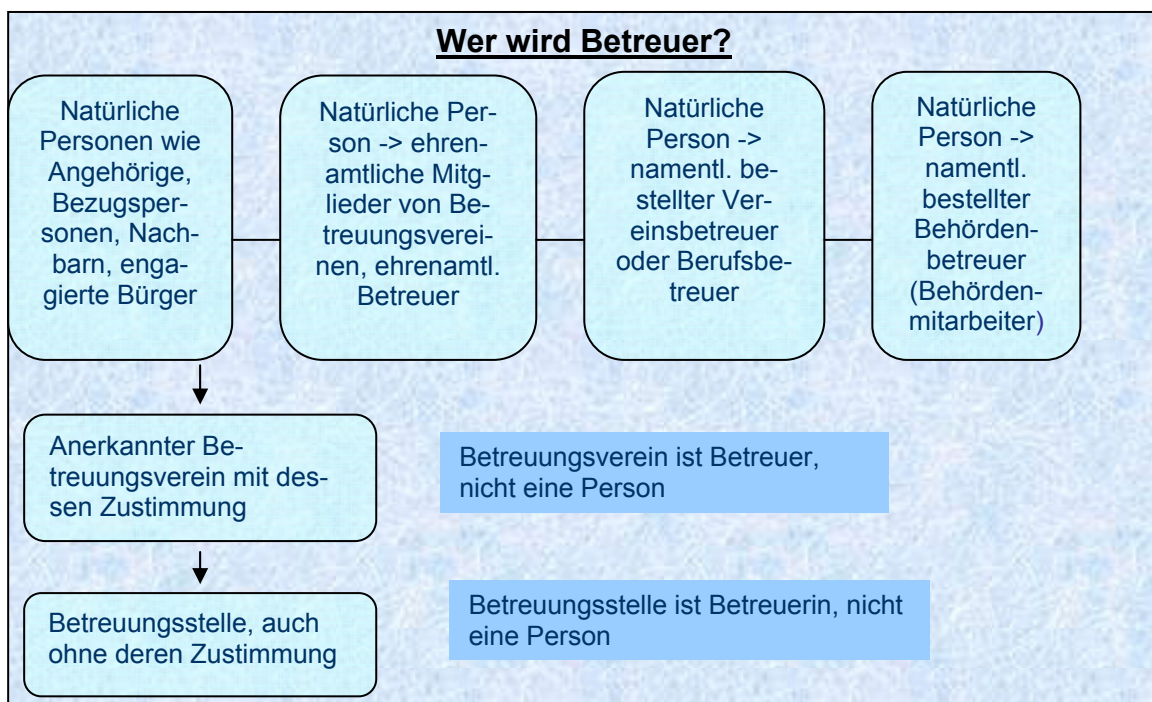 Wer wird Betreuer?
Natürliche
Personen wie
Angehörige,
Bezugsper-
sonen, Nach-
barn, enga-
gierte Bürger
Natürliche Per-
son -> ehren-
amtliche Mitg-
lieder von Be-
treuungsverei-
nen, ehrenamtl.
Betreuer
Natürliche
Person ->
namentl. be-
stellter Ver-
einsbetreuer
oder Berufsbe-
treuer
Natürliche
Person ->
namentl.
bestellter
Behörden-
betreuer
(Behörden-
mitarbeiter)
Anerkannter Be-
treuungsverein mit des-
sen Zustimmung
Betreuungsverein ist Betreuer,
nicht eine Person
Betreuungsstelle, auch
ohne deren Zustimmung
Betreuungsstelle ist Betreuerin, nicht
eine Person